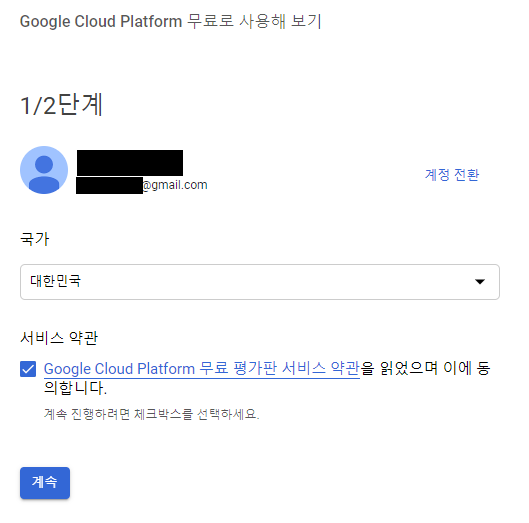 Google Cloud Platform 무료로 사용해 보기
1/2단계
@gmail.com
계정 전환
국가
대한민국
서비스 약관
Google Cloud Platform 무료 평가판 서비스 약관을 읽었으며 이에 동
의합니다.
계속 진행하려면 체크박스를 선택하세요.
계속